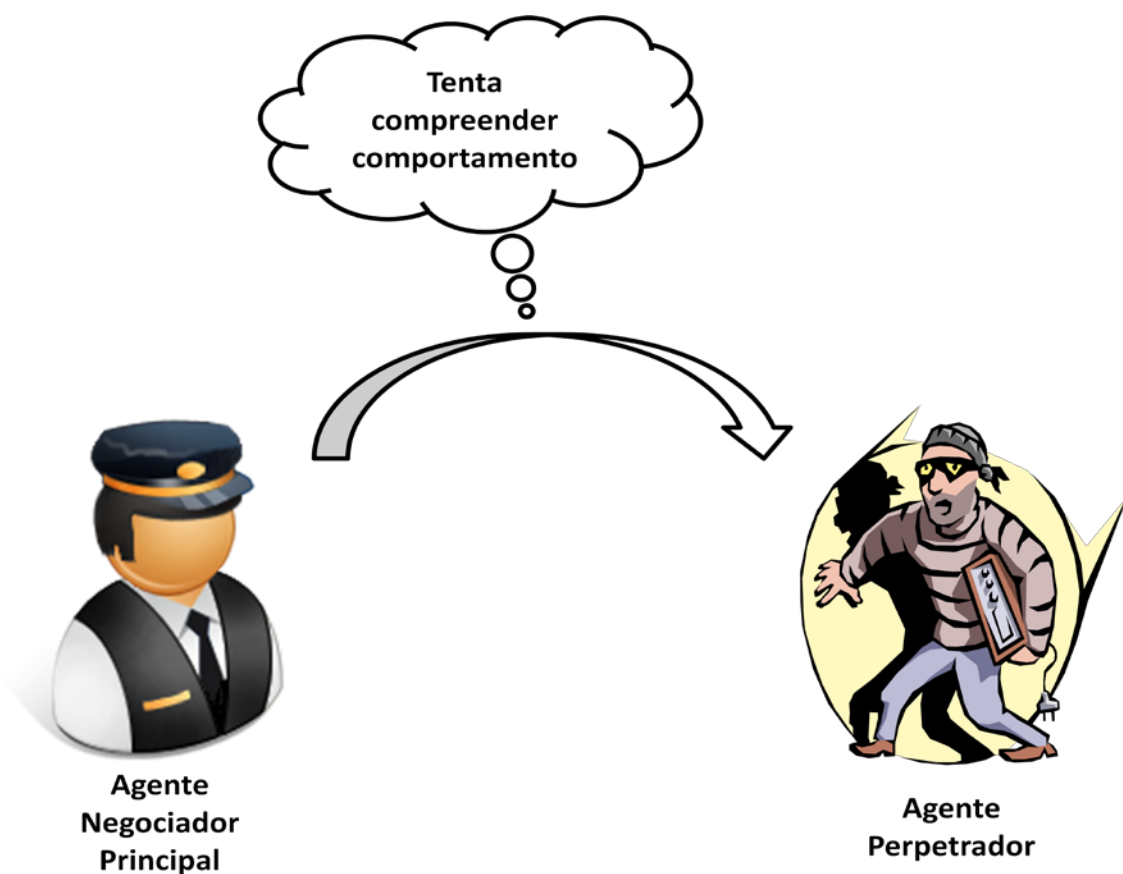 Tenta
compreender
comportamento
Agente
Negociador
Principal
Agente
Perpetrador